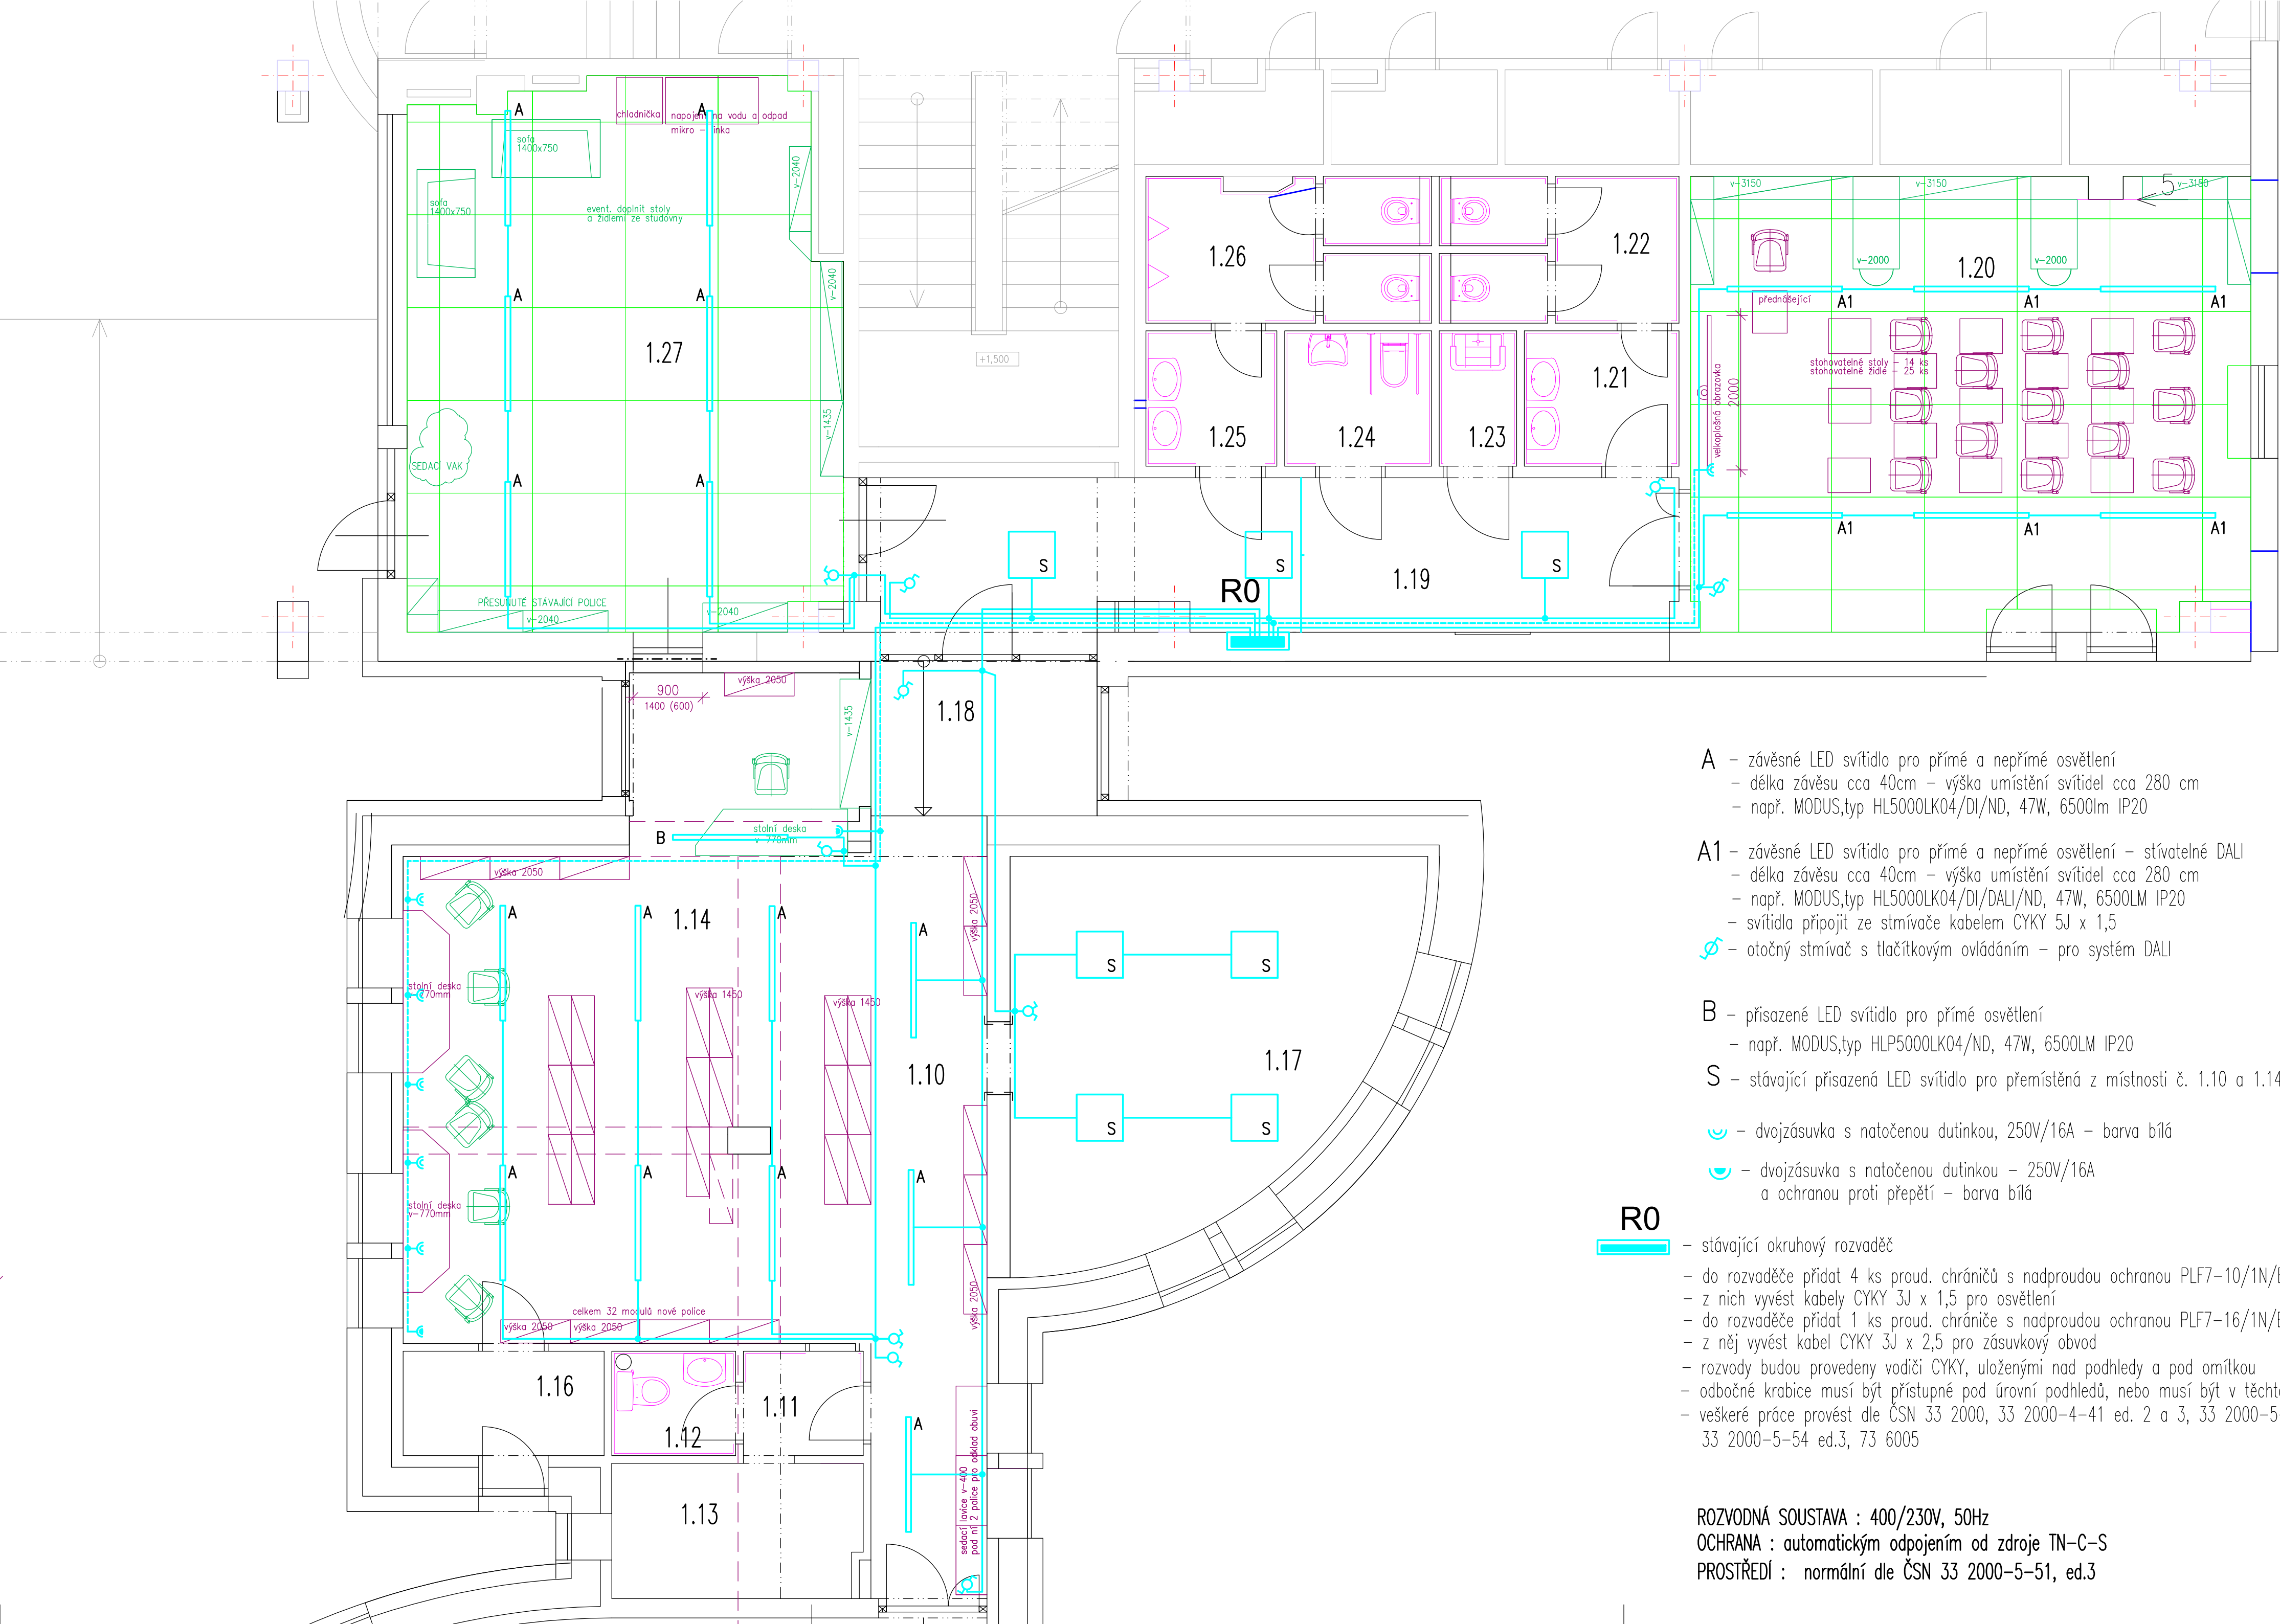 A
A
chladnička
napojení na vodu a odpad
mikro – linka
sofa
1400x750
sofa
1400x750
v-2040
event. doplnit stoly
a židlemi ze studovny
v-2040
A
A
1.27
v-1435
SEDACÍ VAK
A
A
PŘESUNUTÉ STÁVAJÍCÍ POLICE
v-2040
v-2040
+1,500
1.26
1.22
1.21
1.25
1.24
1.23
v-3150
v-3150
v-3150
5
v-2000
v-2000
1.20
přednášející
A1
A1
A1
stohovatelné stoly – 14 ks
stohovatelné židle – 25 ks
velkoplošná obrazovka
2000
A1
A1
A1
S
S
S
R0
1.19
900
1400 (600)
výška 2050
v-1435
1.18
stolní deska
v-770mm
B
výška 2050
výška 2050
A
A
A
1.14
A
stolní deska
v-770mm
výška 1450
výška 1450
1.10
S
S
1.17
S
S
A
A
A
A
stolní deska
v-770mm
celkem 32 modulů nové police
výška 2050
výška 2050
výška 2050
1.16
1.11
1.12
1.13
A
sedací lavice v-400
pod ní 2 police pro odklad obuvi
A – závěsné LED svítidlo pro přímé a nepřímé osvětlení
– délka závěsu cca 40cm – výška umístění svítidel cca 280 cm
– např. MODUS,typ HL5000LK04/DI/ND, 47W, 6500lm IP20
A1 – závěsné LED svítidlo pro přímé a nepřímé osvětlení – stívatelné DALI
– délka závěsu cca 40cm – výška umístění svítidel cca 280 cm
– např. MODUS,typ HL5000LK04/DI/DALI/ND, 47W, 6500LM IP20
– svítidla připojit ze stmívače kabelem CYKY 5J x 1,5
– otočný stmívač s tlačítkovým ovládáním – pro systém DALI
B – přisazené LED svítidlo pro přímé osvětlení
– např. MODUS,typ HLP5000LK04/ND, 47W, 6500LM IP20
S – stávající přisazená LED svítidlo pro přemístěná z místnosti č. 1.10 a 1.14
– dvojzásuvka s natočenou dutinkou, 250V/16A – barva bílá
– dvojzásuvka s natočenou dutinkou – 250V/16A
a ochranou proti přepětí – barva bílá
R0
– stávající okruhový rozvaděč
– do rozvaděče přidat 4 ks proud. chráničů s nadproudou ochranou PLF7-10/1N/
– z nich vyvést kabely CYKY 3J x 1,5 pro osvětlení
– do rozvaděče přidat 1 ks proud. chrániče s nadproudou ochranou PLF7-16/1N/
– z něj vyvést kabel CYKY 3J x 2,5 pro zásuvkový obvod
– rozvody budou provedeny vodiči CYKY, uloženými nad podhledy a pod omítkou
– odbočné krabice musí být přístupné pod úrovní podhledů, nebo musí být v těcht
– veškeré práce provést dle ČSN 33 2000, 33 2000-4-41 ed. 2 a 3, 33 2000-5-
33 2000-5-54 ed.3, 73 6005
ROZVODNÁ SOUSTAVA : 400/230V, 50Hz
OCHRANA : automatickým odpojením od zdroje TN-C-S
PROSTŘEDÍ : normální dle ČSN 33 2000-5-51, ed.3